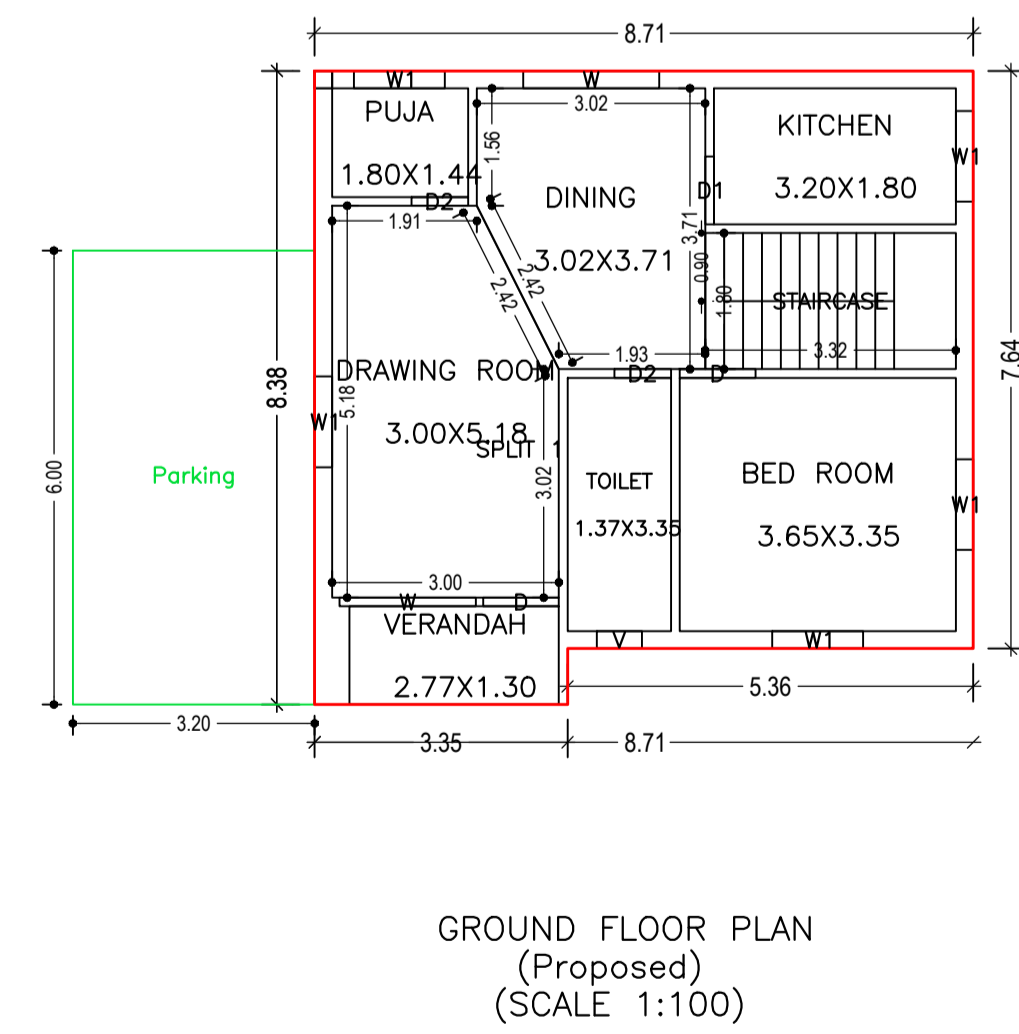 8.71
W1
W
PUJA
1.80X1.44
3.02
1.56
KITCHEN
3.20X1.80
W1
D1
D2
1.91
DINING
3.02X3.71
3.71
0.90
1.80
STAIRCASE
3.32
2.42
2.42
1.93
D2
D
DRAWING ROOM
3.00X5.18
5.18
SPLIT 1
W1
3.02
3.00
8.38
7.64
6.00
Parking
TOILET
1.37X3.35
BED ROOM
3.65X3.35
W1
W
D
VERANDAH
2.77X1.30
V
W1
5.36
3.20
3.35
8.71
GROUND FLOOR PLAN
(Proposed)
(SCALE 1:100)